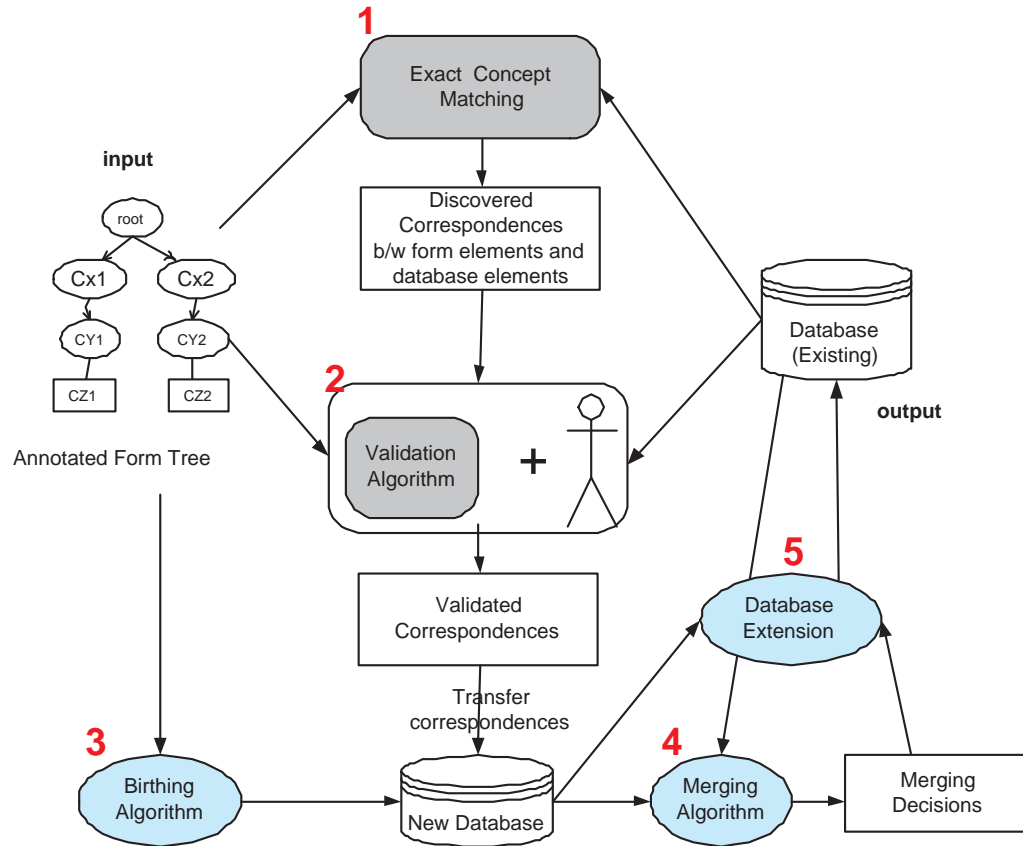 1
Exact Concept
Matching
input
root
Cx1
Cx2
CY1
CY2
CZ1
CZ2
Annotated Form Tree
Discovered
Correspondences
b/w form elements and
database elements
Database
(Existing)
output
2
Validation
Algorithm
+
Validated
Correspondences
5
Database
Extension
Transfer
correspondences
3
Birthing
Algorithm
New Database
4
Merging
Algorithm
Merging
Decisions